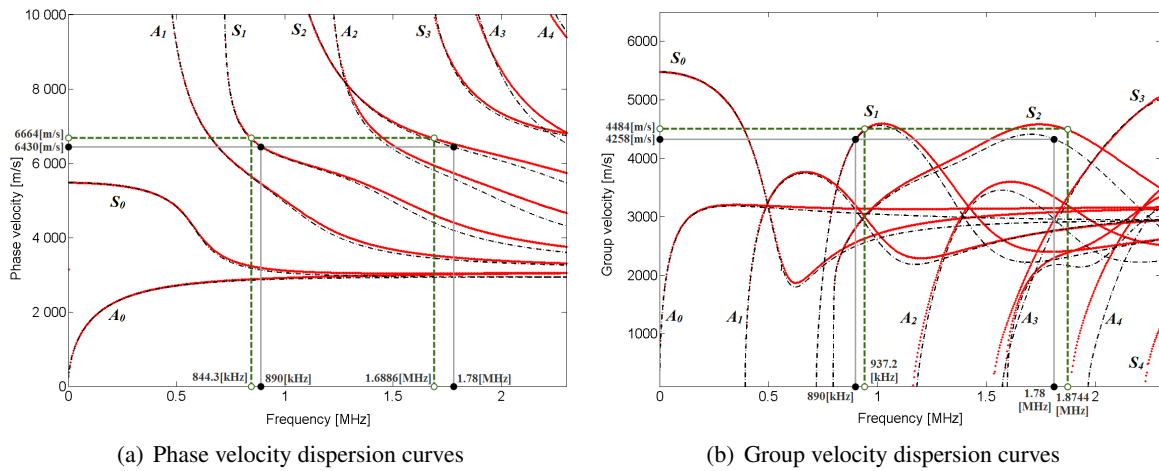 10 000
8 000
6664[m/s]
6430[m/s]
6 000
4 000
2 000
0
Phase velocity [m/s]
A1
S1
S2
A2
S3
A3
A4
S0
A0
844.3[kHz]
890[kHz]
1.6886[MHz]
1.78[MHz]
0
0.5
1
1.5
2
Frequency [MHz]
(a) Phase velocity dispersion curves
6000
5000
4484[m/s]
4258[m/s]
4000
3000
2000
1000
Group velocity [m/s]
S0
S1
S2
S3
A0
A1
A2
A3
A4
S4
937.2
[kHz]
890[kHz]
1.78
[MHz]
1.8744
[MHz]
0
0.5
1
1.5
2
Frequency [MHz]
(b) Group velocity dispersion curves